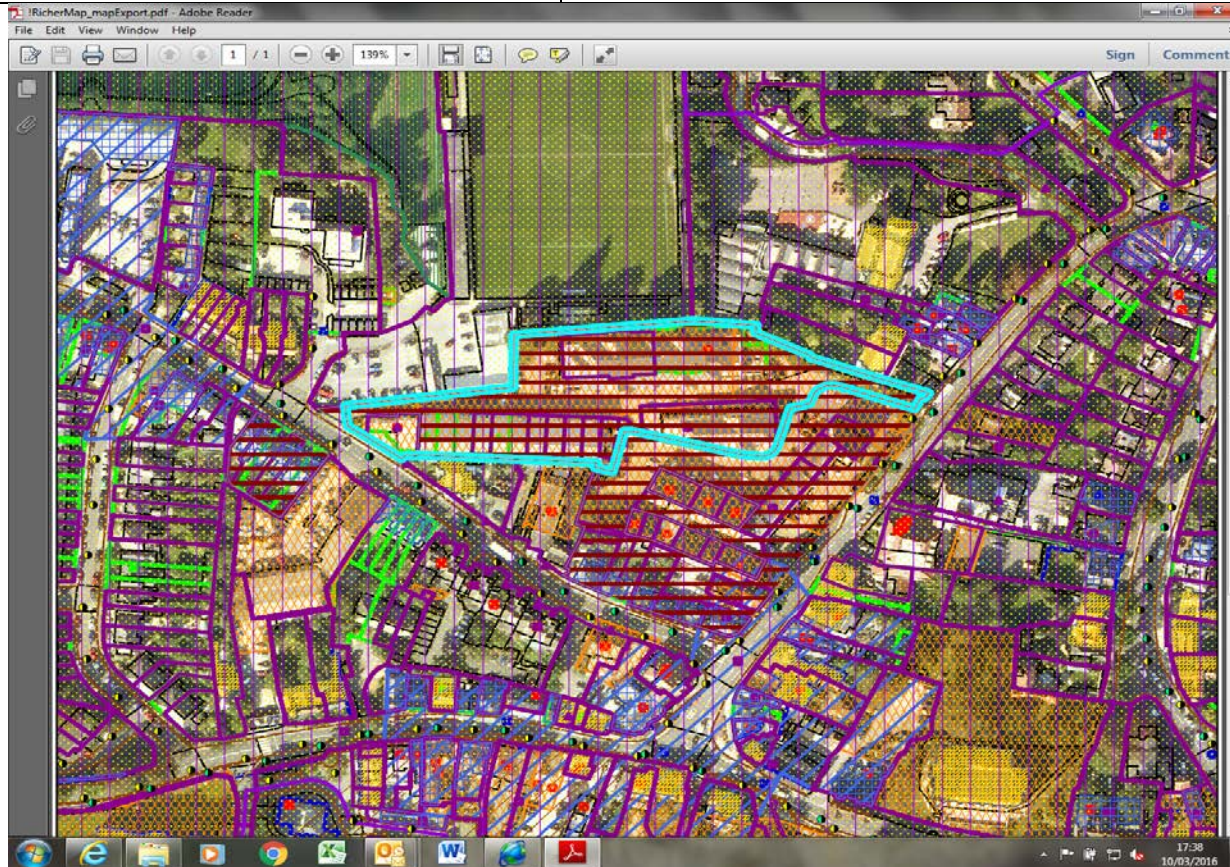 !RicherMap_mapExport.pdf - Adobe Reader
File Edit View Window Help
1 / 1 139% Sign Comment
17:38
10/03/2016